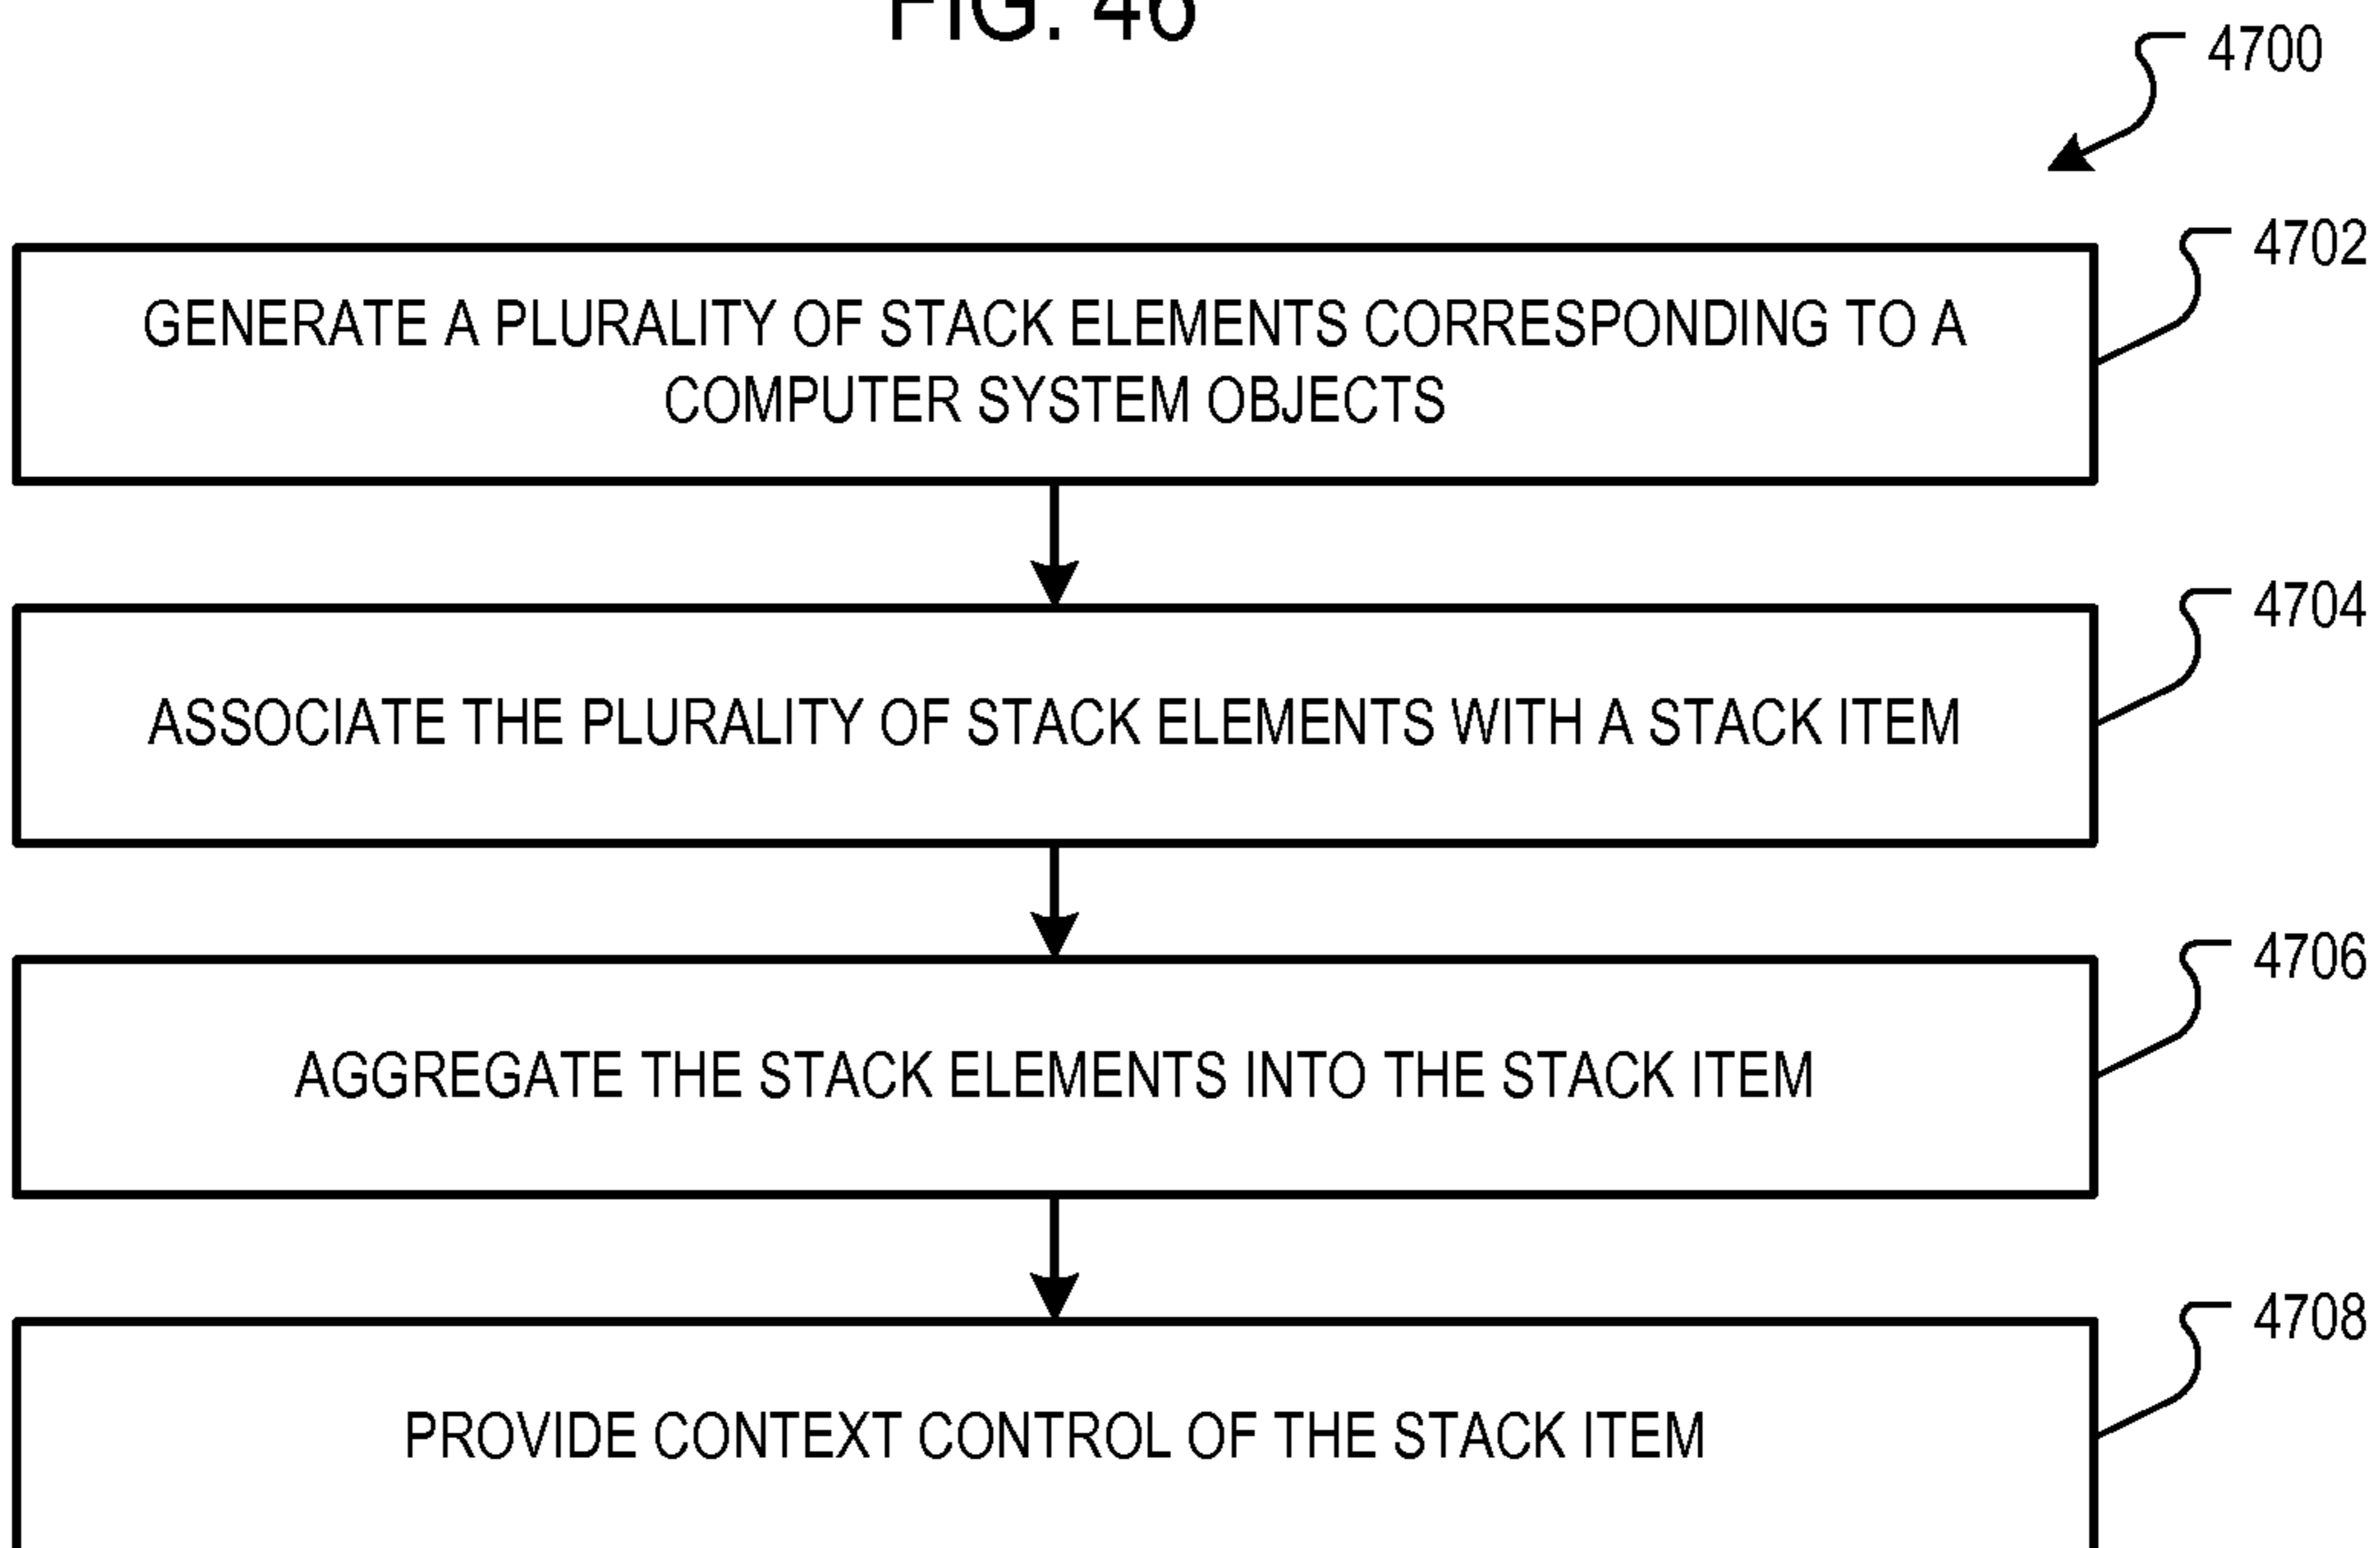 FIG. 46
4700
4702
GENERATE A PLURALITY OF STACK ELEMENTS CORRESPONDING TO A
COMPUTER SYSTEM OBJECTS
4704
ASSOCIATE THE PLURALITY OF STACK ELEMENTS WITH A STACK ITEM
4706
AGGREGATE THE STACK ELEMENTS INTO THE STACK ITEM
4708
PROVIDE CONTEXT CONTROL OF THE STACK ITEM